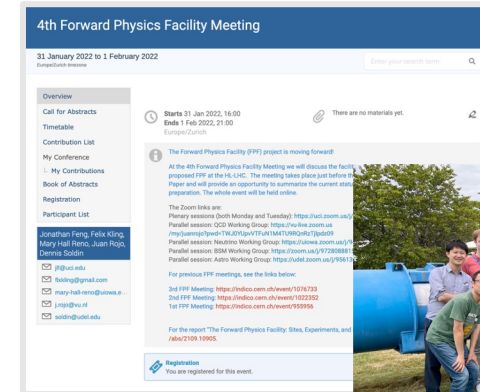 4th Forward Physics Facility Meeting
31 January 2022 to 1 February 2022
Europe/Zurich timezone
Enter your search term
Overview
Call for Abstracts
Timetable
Contribution List
My Conference
My Contributions
Book of Abstracts
Registration
Participant List
Jonathan Feng, Felix Kling,
Mary Hall Reno, Juan Rojo,
Dennis Soldin
jlf@uci.edu
flxkling@gmail.com
mary-hall-reno@uiowa.e...
j.rojo@vu.nl
soldin@udel.edu
Starts 31 Jan 2022, 16:00
Ends 1 Feb 2022, 21:00
Europe/Zurich
There are no materials yet.
The Forward Physics Facility (FPF) project is moving forward!
At the 4th Forward Physics Facility Meeting we will discuss the facility,
proposed FPF at the HL-LHC. The meeting takes place just before th
Paper and will provide an opportunity to summarize the current statu
preparation. The whole event will be held online.
The Zoom links are:
Plenary sessions (both Monday and Tuesday): https://uci.zoom.us/j/
Parallel session: QCD Working Group: https://vu-live.zoom.us
Parallel session: Neutrino Working Group: https://uiowa.zoom.us/j/9
Parallel session: BSM Working Group: https://zoom.us/j/972808881
Parallel session: Astro Working Group: https://udel.zoom.us/j/95613
For previous FPF meetings, see the links below:
3rd FPF Meeting: https://indico.cern.ch/event/1076733
2nd FPF Meeting: https://indico.cern.ch/event/1022352
1st FPF Meeting: https://indico.cern.ch/event/955956
For the report "The Forward Physics Facility: Sites, Experiments, and
/abs/2109.10905.
Registration
You are registered for this event.